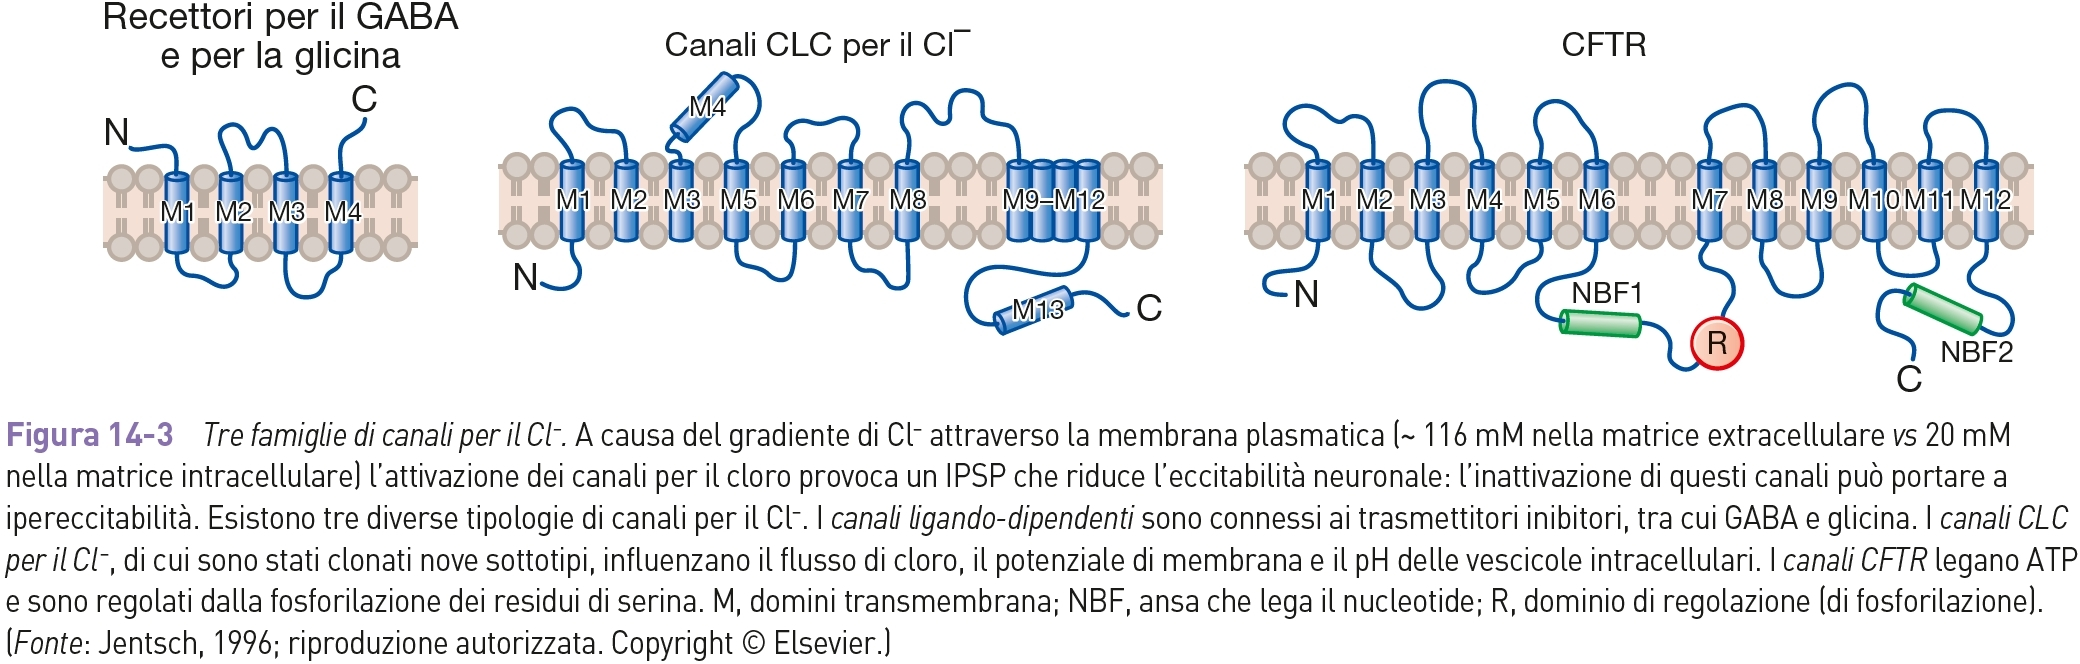 Recettori per il GABA
e per la glicina
N
C
M1 M2 M3 M4
Canali CLC per il Cl⁻
M4
M1 M2 M3 M5 M6 M7 M8 M9–M12
N
M13
C
CFTR
M1 M2 M3 M4 M5 M6 M7 M8 M9 M10 M11 M12
N
NBF1
R
NBF2
C
Figura 14-3 Tre famiglie di canali per il Cl⁻. A causa del gradiente di Cl⁻ attraverso la membrana plasmatica (~ 116 mM nella matrice extracellulare vs 20 mM
nella matrice intracellulare) l’attivazione dei canali per il cloro provoca un IPSP che riduce l’eccitabilità neuronale: l’inattivazione di questi canali può portare a
ipereccitabilità. Esistono tre diverse tipologie di canali per il Cl⁻. I canali ligando-dipendenti sono connessi ai trasmettitori inibitori, tra cui GABA e glicina. I canali CLC
per il Cl⁻, di cui sono stati clonati nove sottotipi, influenzano il flusso di cloro, il potenziale di membrana e il pH delle vescicole intracellulari. I canali CFTR legano ATP
e sono regolati dalla fosforilazione dei residui di serina. M, domini transmembrana; NBF, ansa che lega il nucleotide; R, dominio di regolazione (di fosforilazione).
(Fonte: Jentsch, 1996; riproduzione autorizzata. Copyright © Elsevier.)